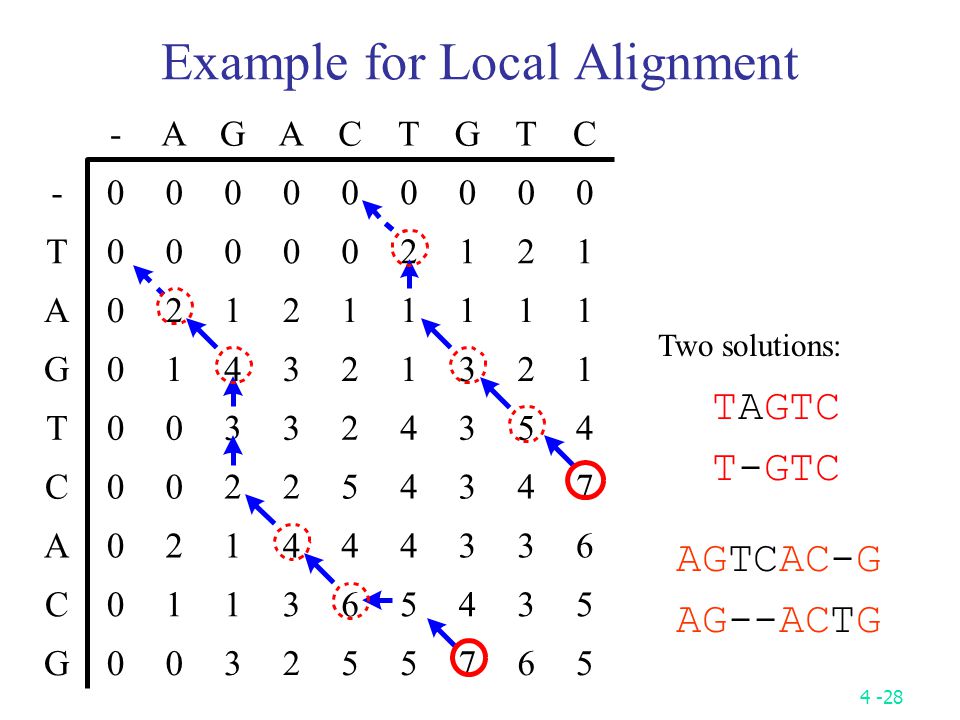 Example for Local Alignment
- A G A C T G T C
- 0 0 0 0 0 0 0 0 0
T 0 0 0 0 0 2 1 2 1
A 0 2 1 2 1 1 1 1 1
G 0 1 4 3 2 1 3 2 1
T 0 0 3 3 2 4 3 5 4
C 0 0 2 2 5 4 3 4 7
A 0 2 1 4 4 4 3 3 6
C 0 1 1 3 6 5 4 3 5
G 0 0 3 2 5 5 7 6 5
Two solutions:
TAGTC
T-GTC
AGTCAC-G
AG--ACTG
4 -28